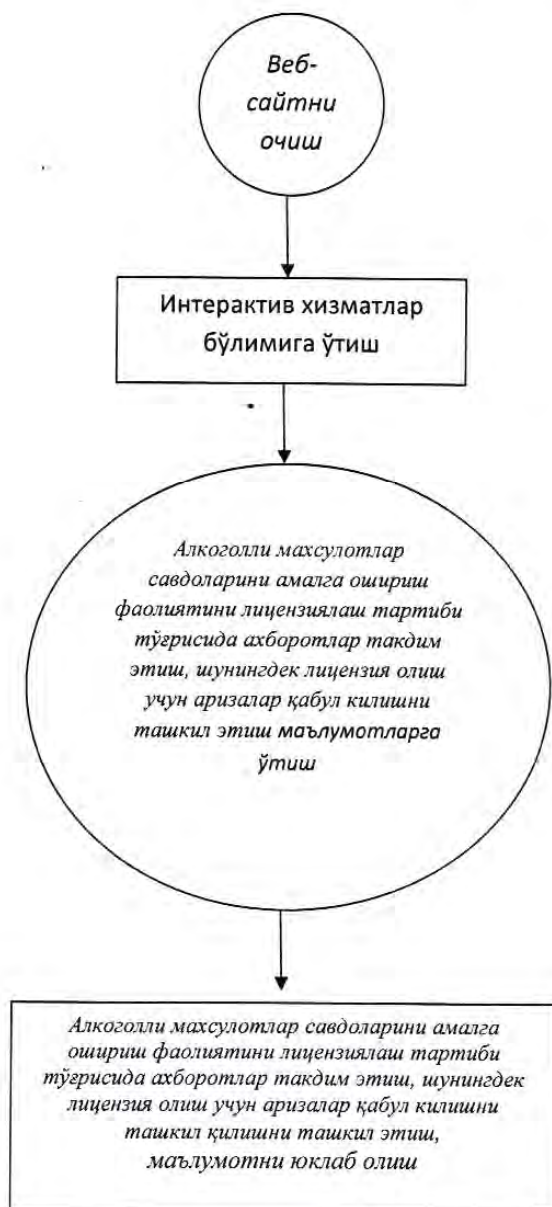 Веб-
сайтни
очиш
Интерактив хизматлар
бўлимига ўтиш
Алкоголли махсулотлар
савдоларини амалга ошириш
фаолиятини лицензиялаш тартиби
тўғрисида ахборотлар такдим
этиш, шунингдек лицензия олиш
учун аризалар қабул килишни
ташкил этиш маълумотларга
ўтиш
Алкоголли махсулотлар савдоларини амалга
ошириш фаолиятини лицензиялаш тартиби
тўғрисида ахборотлар такдим этиш, шунингдек
лицензия олиш учун аризалар қабул килишни
ташкил қилишни ташкил этиш,
маълумотни юклаб олиш